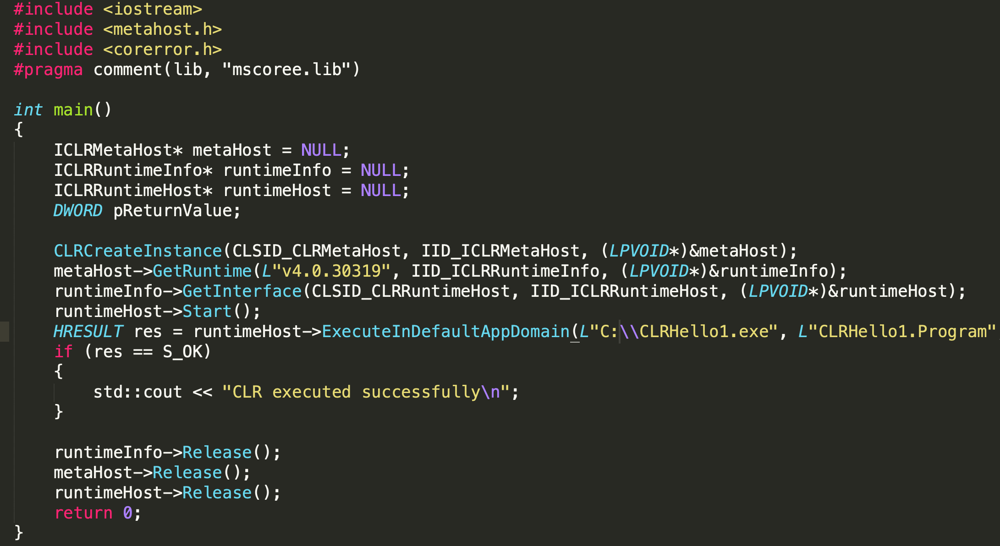 #include <iostream>
#include <metahost.h>
#include <corerror.h>
#pragma comment(lib, "mscoree.lib")
int main()
{
ICLRMetaHost* metaHost = NULL;
ICLRRuntimeInfo* runtimeInfo = NULL;
ICLRRuntimeHost* runtimeHost = NULL;
DWORD pReturnValue;
CLRCreateInstance(CLSID_CLRMetaHost, IID_ICLRMetaHost, (LPVOID*)&metaHost);
metaHost->GetRuntime(L"v4.0.30319", IID_ICLRRuntimeInfo, (LPVOID*)&runtimeInfo);
runtimeInfo->GetInterface(CLSID_CLRRuntimeHost, IID_ICLRRuntimeHost, (LPVOID*)&runtimeHost);
runtimeHost->Start();
HRESULT res = runtimeHost->ExecuteInDefaultAppDomain(L"C:\\CLRHello1.exe", L"CLRHello1.Program"
if (res == S_OK)
{
std::cout << "CLR executed successfully\n";
}
runtimeInfo->Release();
metaHost->Release();
runtimeHost->Release();
return 0;
}